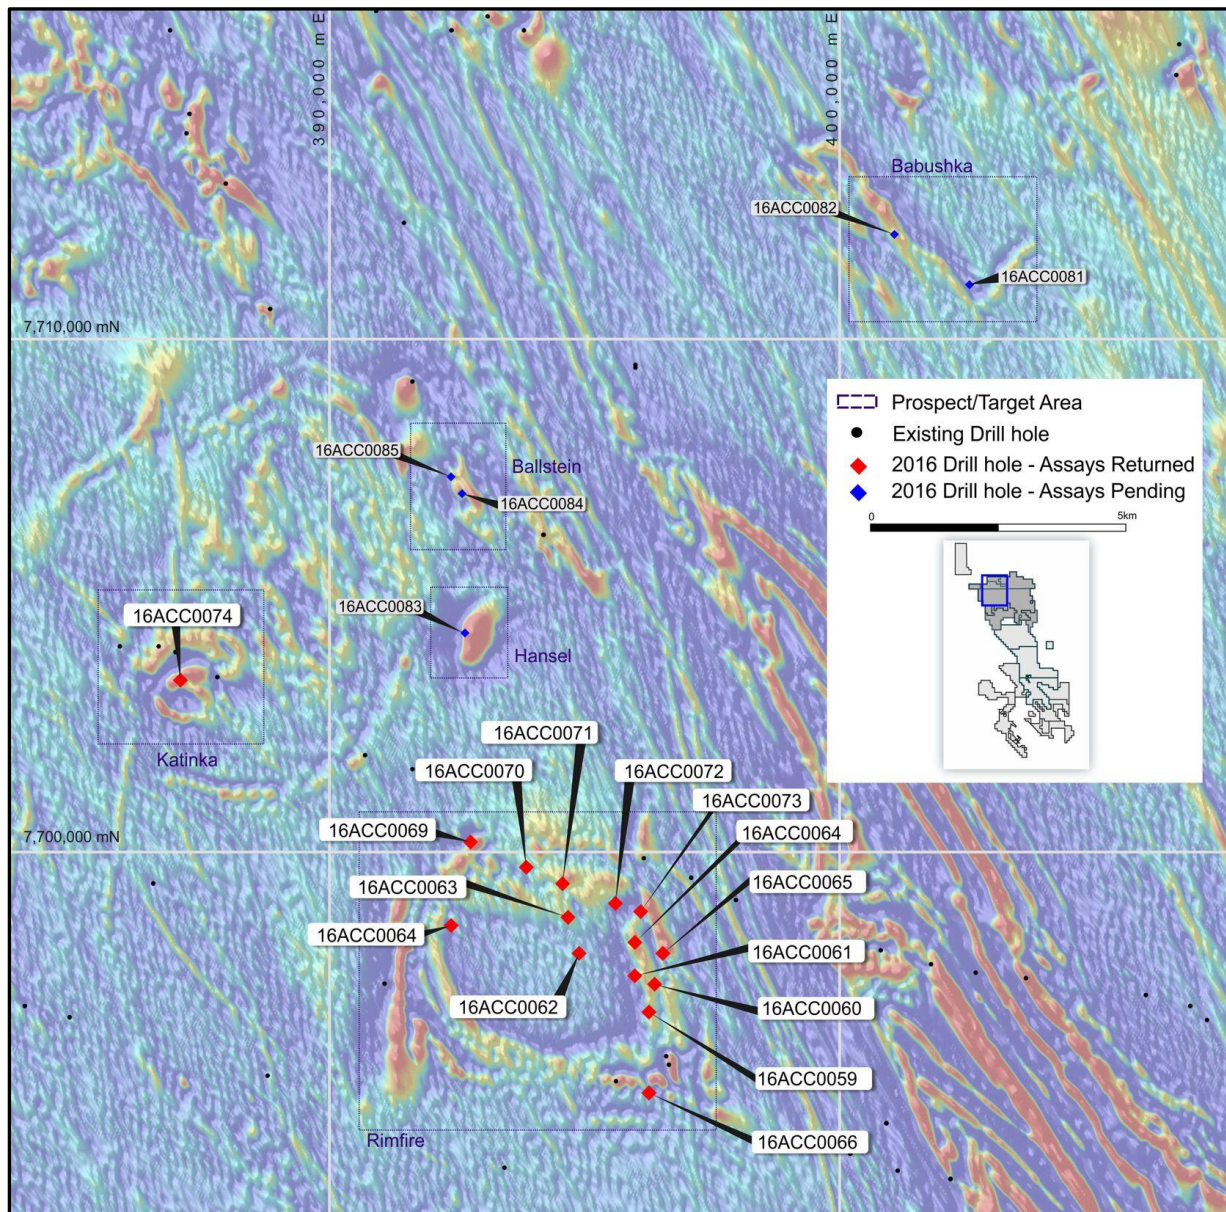 390,000 mE
400,000 mE
Babushka
16ACC0082
16ACC0081
7,710,000 mN
Prospect/Target Area
Existing Drill hole
2016 Drill hole - Assays Returned
2016 Drill hole - Assays Pending
0 5km
16ACC0085
Ballstein
16ACC0084
16ACC0083
Hansel
16ACC0074
Katinka
16ACC0071
16ACC0070
16ACC0072
16ACC0073
7,700,000 mN
16ACC0069
16ACC0064
16ACC0063
16ACC0065
16ACC0064
16ACC0061
16ACC0062
16ACC0060
16ACC0059
Rimfire
16ACC0066